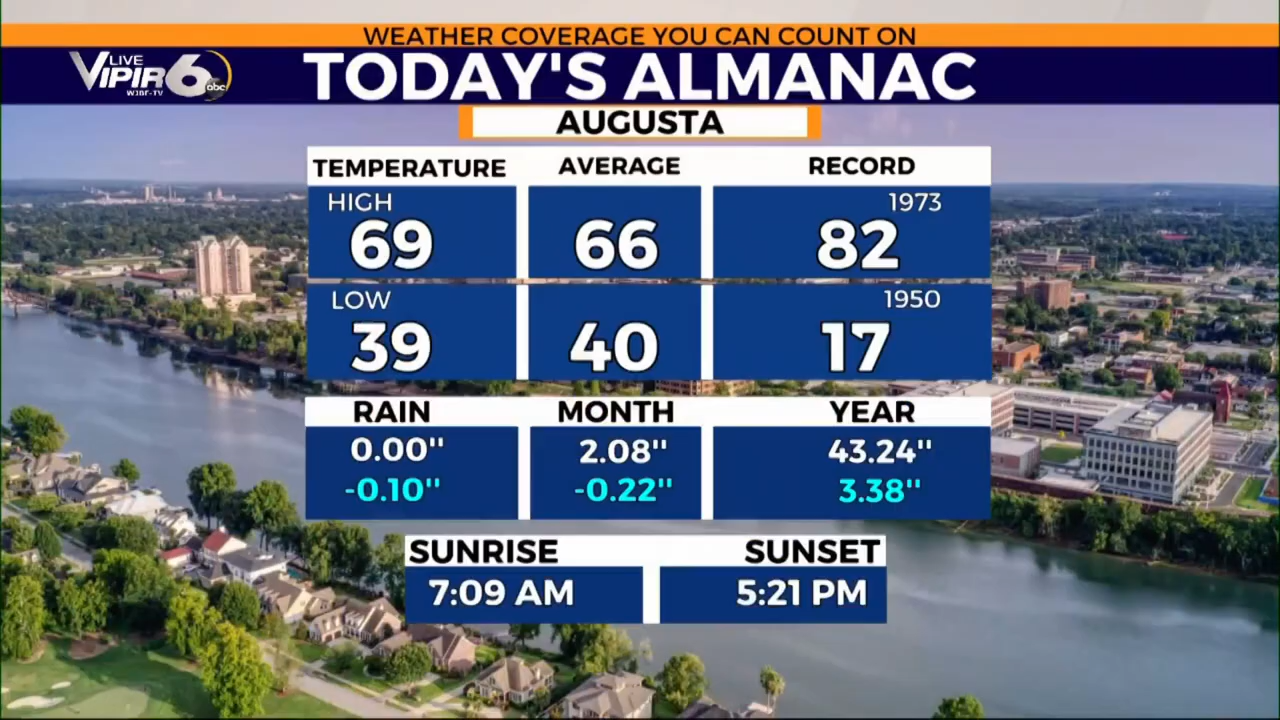 WEATHER COVERAGE YOU CAN COUNT ON
LIVE
VIPIR 6
abc
WJBF-TV
TODAY'S ALMANAC
AUGUSTA
TEMPERATURE AVERAGE RECORD
HIGH 1973
69 66 82
LOW 1950
39 40 17
RAIN MONTH YEAR
0.00" 2.08" 43.24"
-0.10" -0.22" 3.38"
SUNRISE SUNSET
7:09 AM 5:21 PM